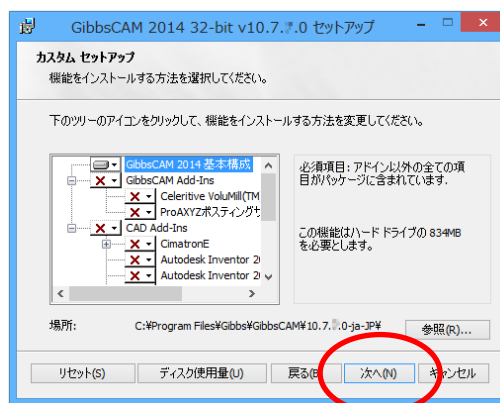 GibbsCAM 2014 32-bit v10.7. .0 セットアップ
カスタム セットアップ
機能をインストールする方法を選択してください。
下のツリーのアイコンをクリックして、機能をインストールする方法を変更してください。
GibbsCAM 2014 基本構成
GibbsCAM Add-Ins
Celeritive VoluMill(TM
ProAXYZポスティング
CAD Add-Ins
CimatronE
Autodesk Inventor 2
Autodesk Inventor 2
必須項目: アドイン以外の全ての項
目がパッケージに含まれています.
この機能はハード ドライブの 834MB
を必要とします。
場所:
C:¥Program Files¥Gibbs¥GibbsCAM¥10.7. .0-ja-JP¥
参照(R)...
リセット(S)
ディスク使用量(U)
戻る(B)
次へ(N)
キャンセル